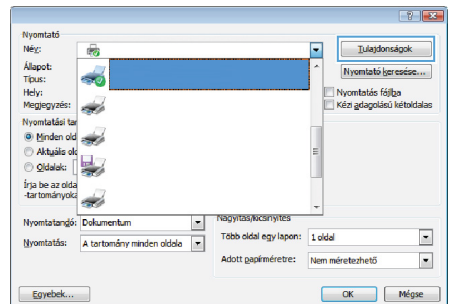 Nyomtató
Név:
Tulajdonságok
Állapot:
Nyomtató keresése...
Típus:
Hely:
Nyomtatás fájlba
Megjegyzés:
Kézi adagolású kétoldalas
Nyomtatási tar
Minden old
Aktuális old
Oldalak:
Írja be az olda
-tartományoka
Nagyítás/kicsinyítés
Nyomtatandó: Dokumentum
Több oldal egy lapon: 1 oldal
Nyomtatás: A tartomány minden oldala
Adott papírméretre: Nem méretezhető
Egyebek...
OK
Mégse